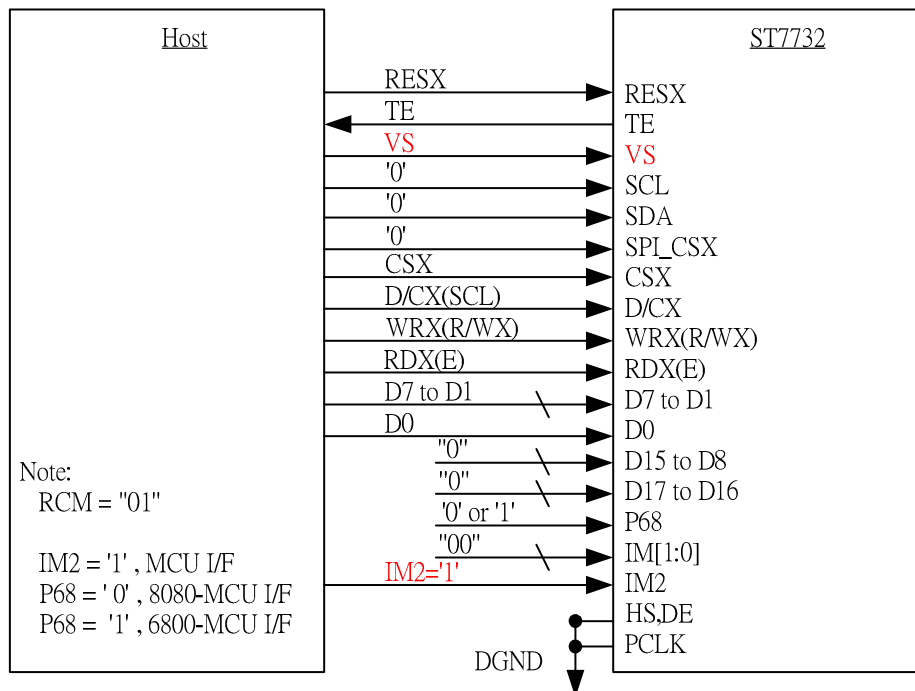 Host
ST7732
RESX
RESX
TE
TE
VS
VS
'0'
SCL
'0'
SDA
'0'
SPI_CSX
CSX
CSX
D/CX(SCL)
D/CX
WRX(R/WX)
WRX(R/WX)
RDX(E)
RDX(E)
D7 to D1
D7 to D1
D0
D0
"0"
D15 to D8
"0"
D17 to D16
'0' or '1'
P68
"00"
IM[1:0]
IM2='1'
IM2
HS,DE
PCLK
DGND
Note:
RCM = "01"
IM2 = '1' , MCU I/F
P68 = ' 0' , 8080-MCU I/F
P68 = '1', 6800-MCU I/F